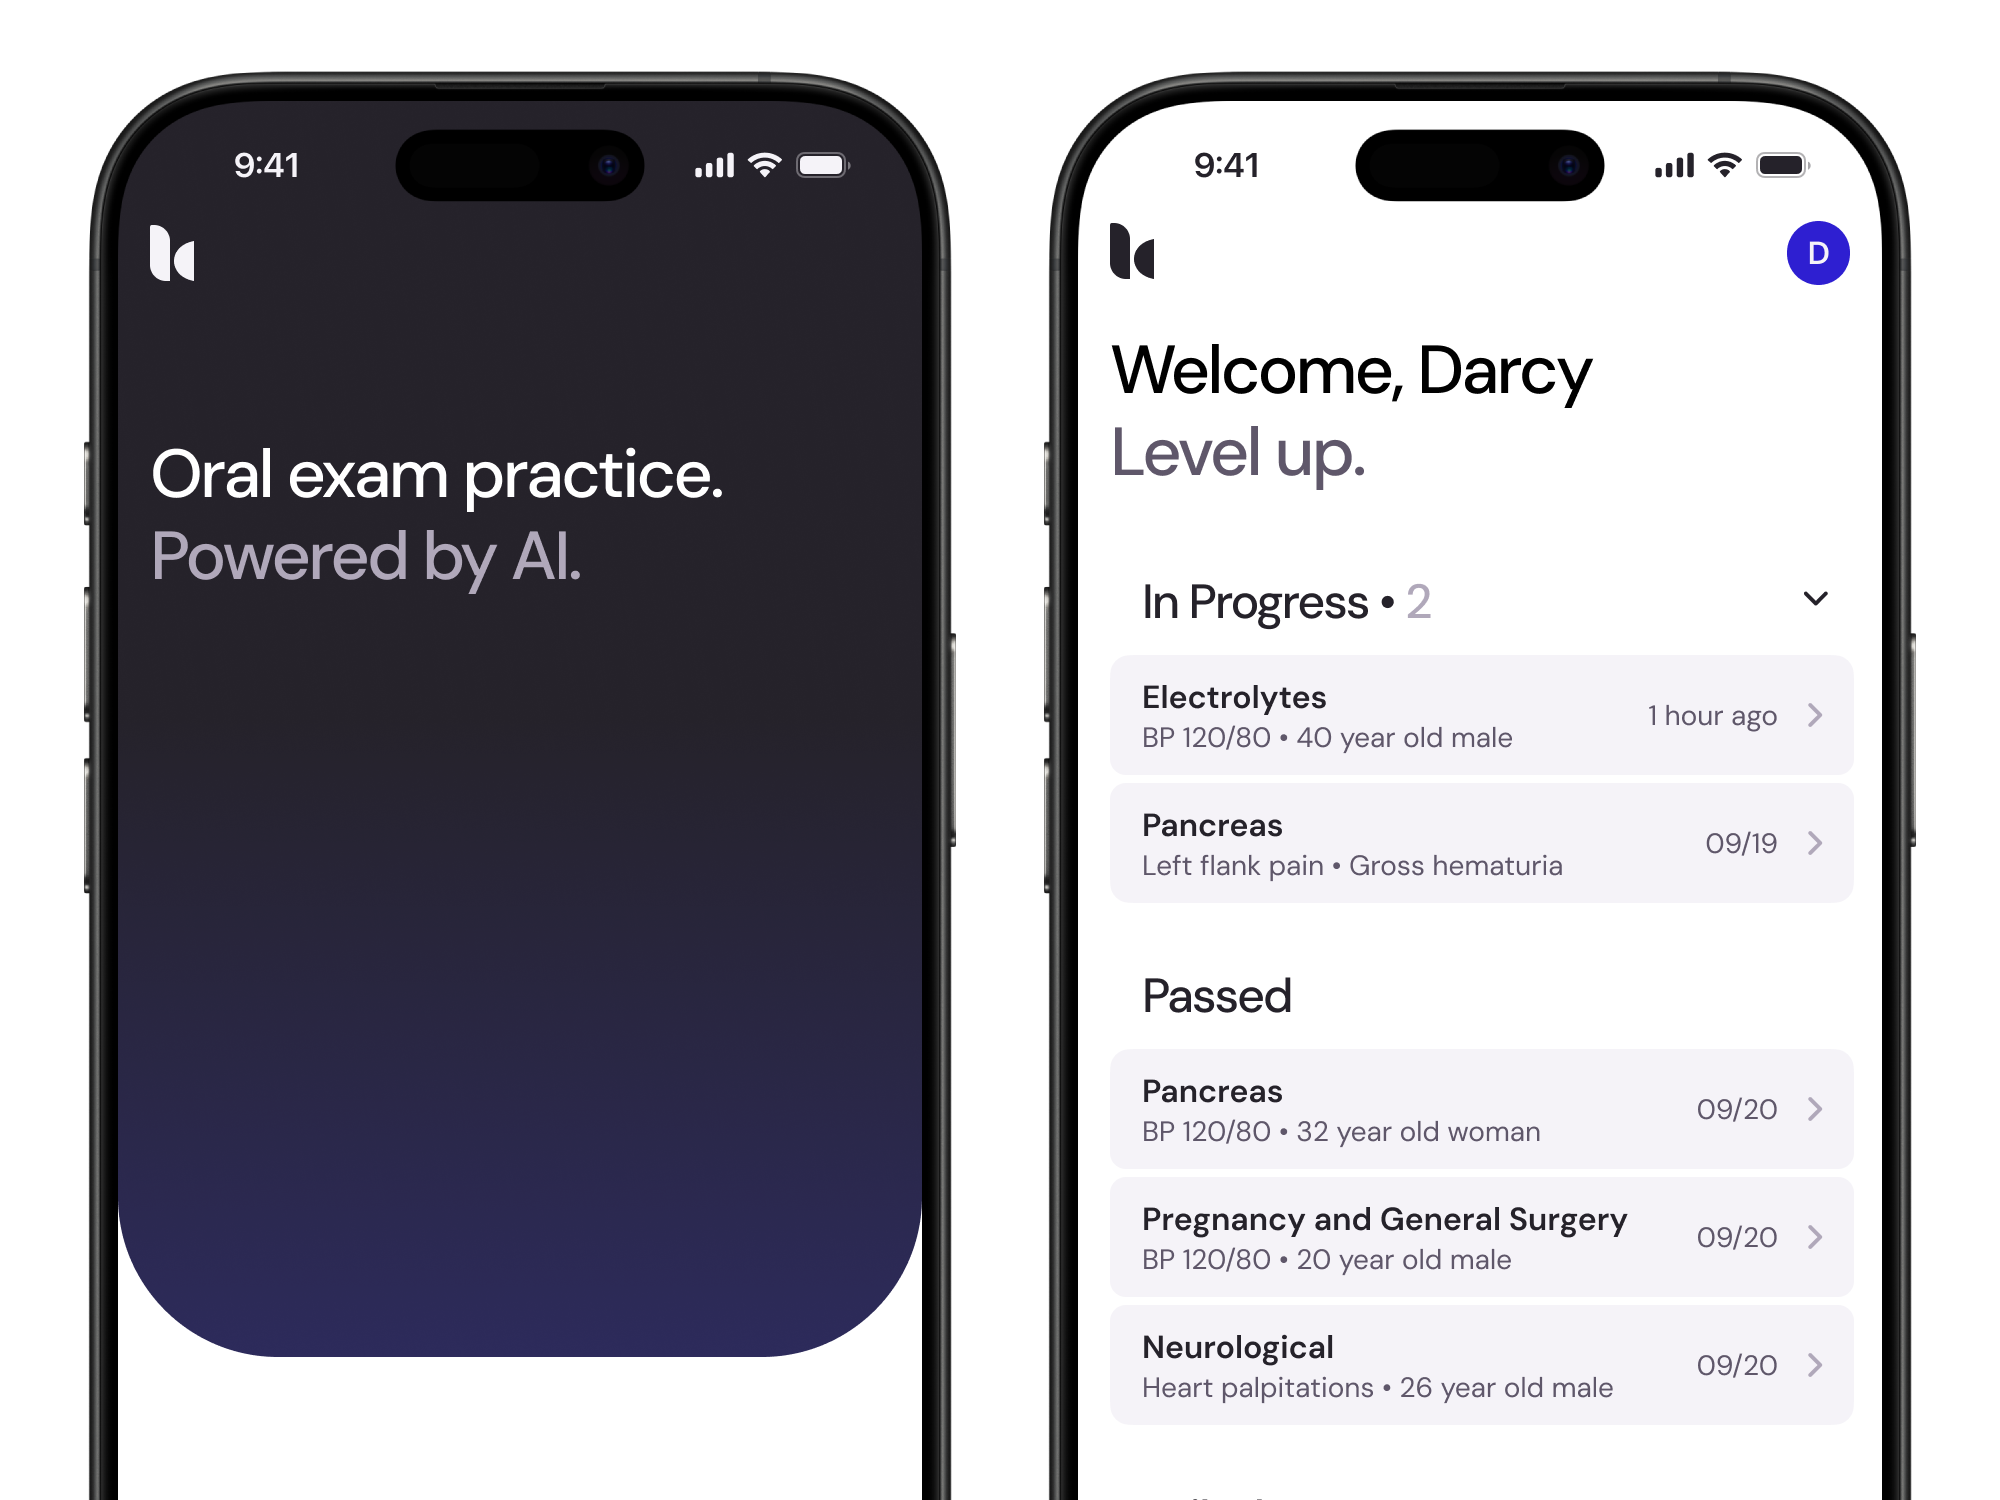 9:41
Oral exam practice.
Powered by AI.
9:41
D
Welcome, Darcy
Level up.
In Progress • 2
Electrolytes
BP 120/80 • 40 year old male
1 hour ago
Pancreas
Left flank pain • Gross hematuria
09/19
Passed
Pancreas
BP 120/80 • 32 year old woman
09/20
Pregnancy and General Surgery
BP 120/80 • 20 year old male
09/20
Neurological
Heart palpitations • 26 year old male
09/20